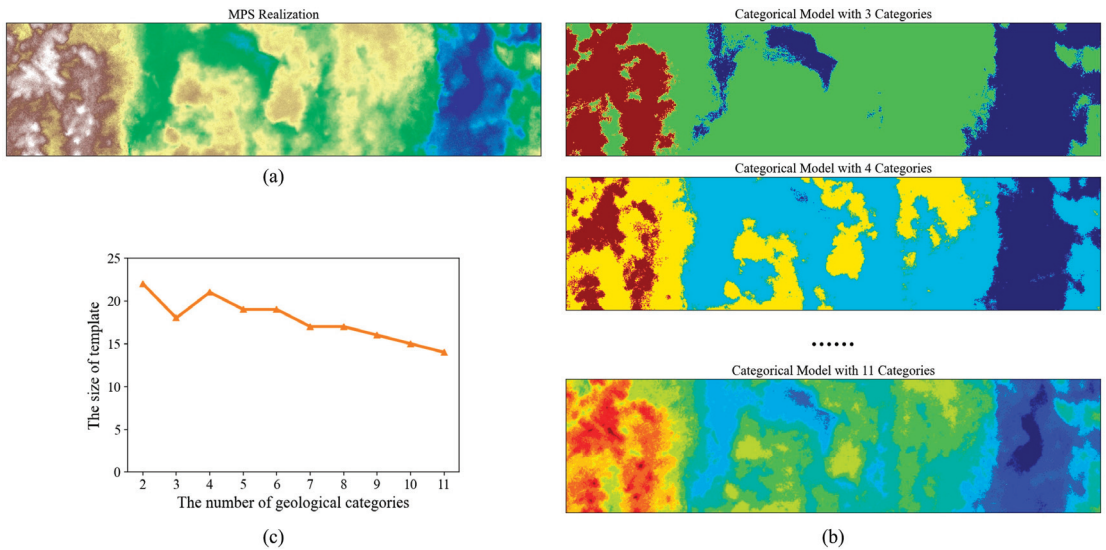 MPS Realization
(a)
Categorical Model with 3 Categories
Categorical Model with 4 Categories
......
Categorical Model with 11 Categories
(b)
25
20
15
10
5
0
The size of template
2 3 4 5 6 7 8 9 10 11
The number of geological categories
(c)